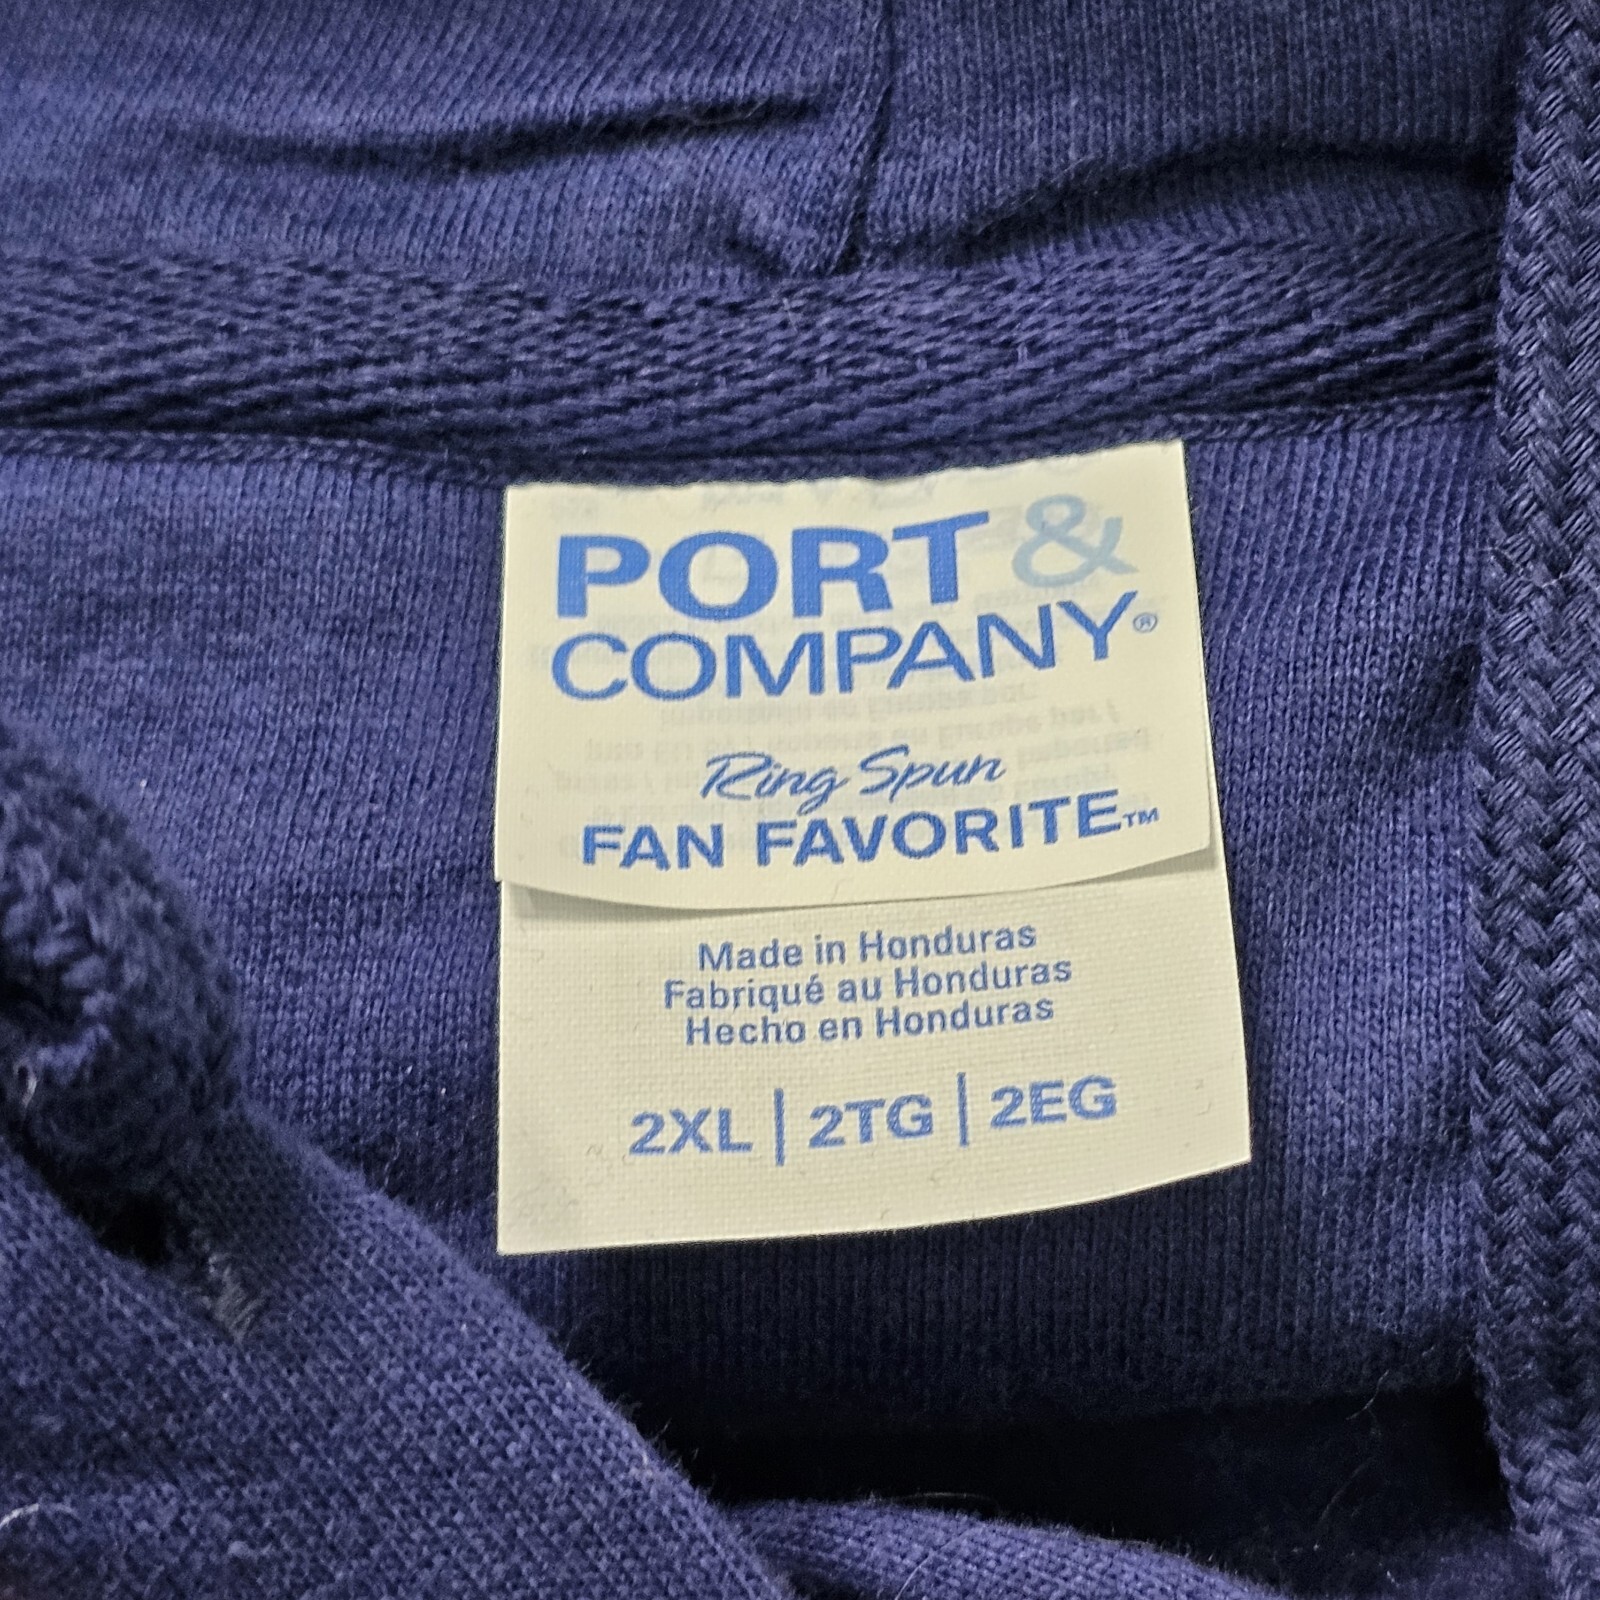 PORT &
COMPANY®
Ring Spun
FAN FAVORITE™
Made in Honduras
Fabriqué au Honduras
Hecho en Honduras
2XL | 2TG | 2EG